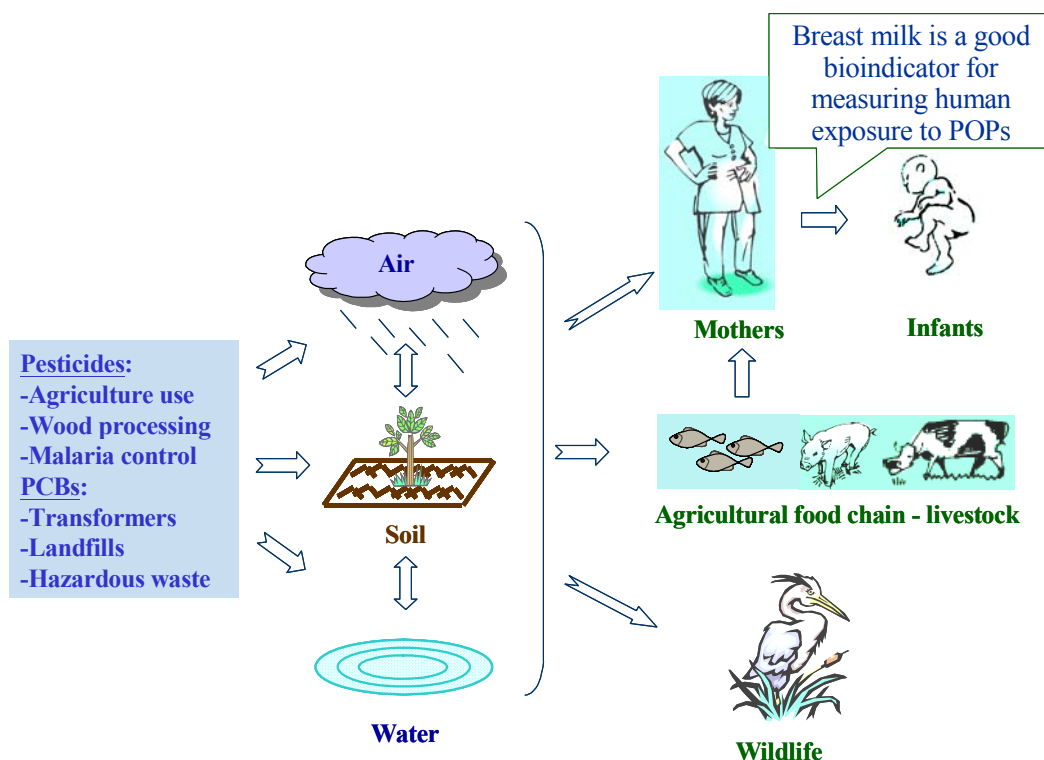 Breast milk is a good
bioindicator for
measuring human
exposure to POPs
Air
Mothers
Infants
Pesticides:
-Agriculture use
-Wood processing
-Malaria control
PCBs:
-Transformers
-Landfills
-Hazardous waste
Soil
Agricultural food chain - livestock
Water
Wildlife